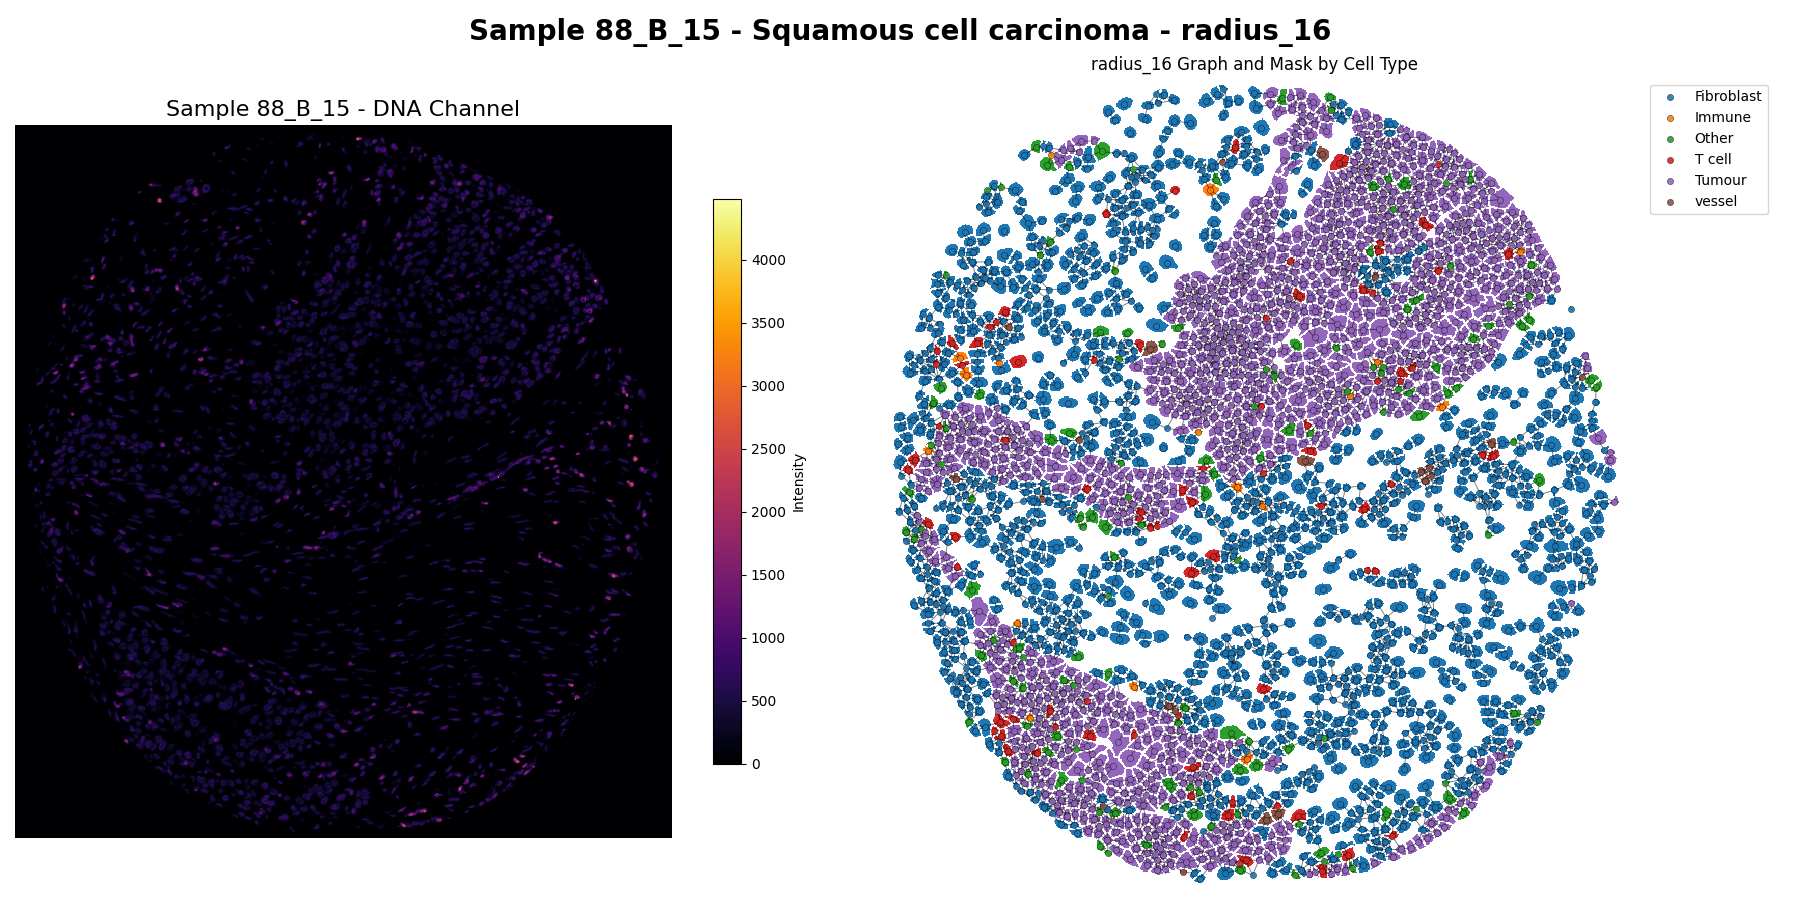 Sample 88_B_15 - Squamous cell carcinoma - radius_16
radius_16 Graph and Mask by Cell Type
Sample 88_B_15 - DNA Channel
Fibroblast
Immune
Other
T cell
Tumour
vessel
4000
3500
3000
2500
2000
1500
1000
500
0
Intensity